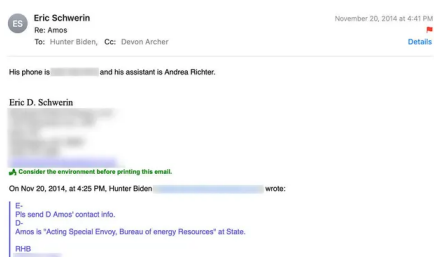 ES
Eric Schwerin
November 20, 2014 at 4:41 PM
Re: Amos
To: Hunter Biden, Cc: Devon Archer
Details
His phone is and his assistant is Andrea Richter.
Eric D. Schwerin
Consider the environment before printing this email.
On Nov 20, 2014, at 4:25 PM, Hunter Biden wrote:
E-
Pls send D Amos' contact info.
D-
Amos is "Acting Special Envoy, Bureau of energy Resources" at State.
RHB